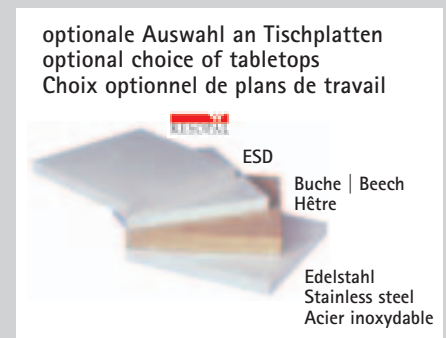 optionale Auswahl an Tischplatten
optional choice of tabletops
Choix optionnel de plans de travail
RESOPAL
ESD
Buche | Beech
Hêtre
Edelstahl
Stainless steel
Acier inoxydable